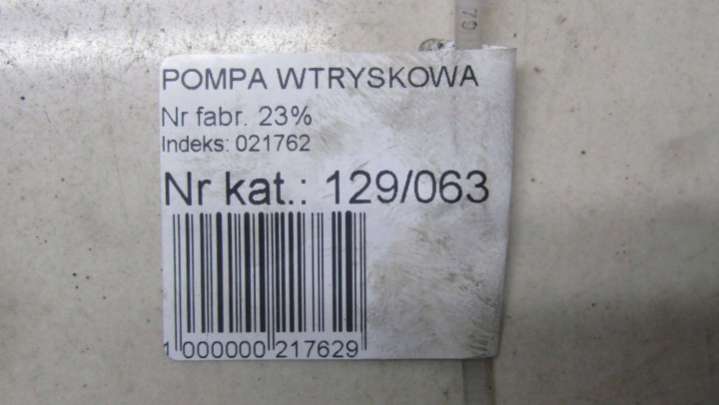 POMPA WTRYSKOWA
Nr fabr. 23%
Indeks: 021762
Nr kat.: 129/063
1 000000 217629